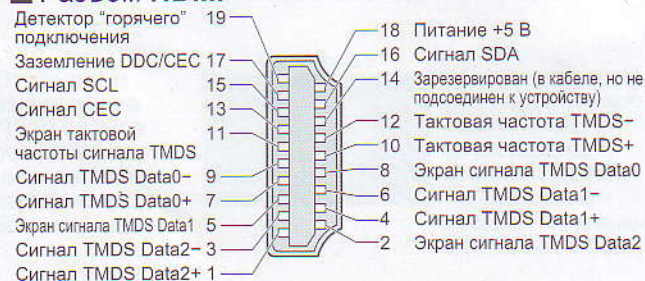 Детектор "горячего" 19
подключения
Заземление DDC/CEC 17
Сигнал SCL 15
Сигнал CEC 13
Экран тактовой 11
частоты сигнала TMDS
Сигнал TMDS Data0− 9
Сигнал TMDS Data0+ 7
Экран сигнала TMDS Data1 5
Сигнал TMDS Data2− 3
Сигнал TMDS Data2+ 1
18 Питание +5 В
16 Сигнал SDA
14 Зарезервирован (в кабеле, но не
подсоединен к устройству)
12 Тактовая частота TMDS−
10 Тактовая частота TMDS+
8 Экран сигнала TMDS Data0
6 Сигнал TMDS Data1−
4 Сигнал TMDS Data1+
2 Экран сигнала TMDS Data2